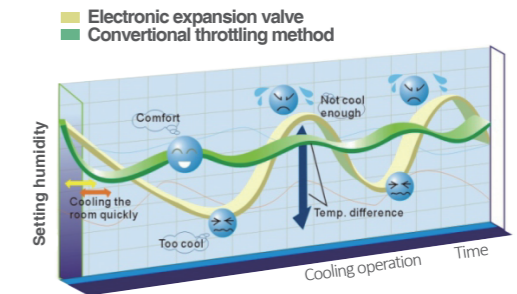 Electronic expansion valve
Convertional throttling method
Comfort
Not cool
enough
Setting humidity
Cooling the
room quickly
Too cool
Temp. difference
Cooling operation
Time